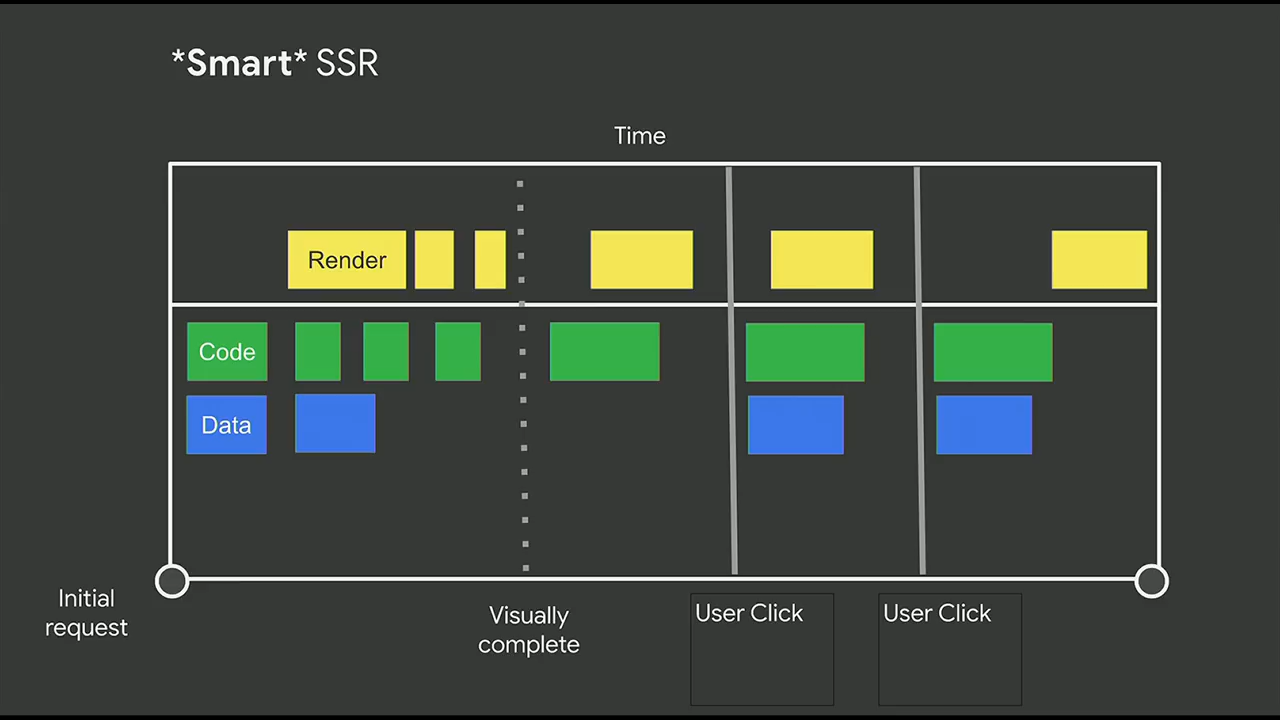 *Smart* SSR
Time
Render
Code
Data
Initial
request
Visually
complete
User Click
User Click